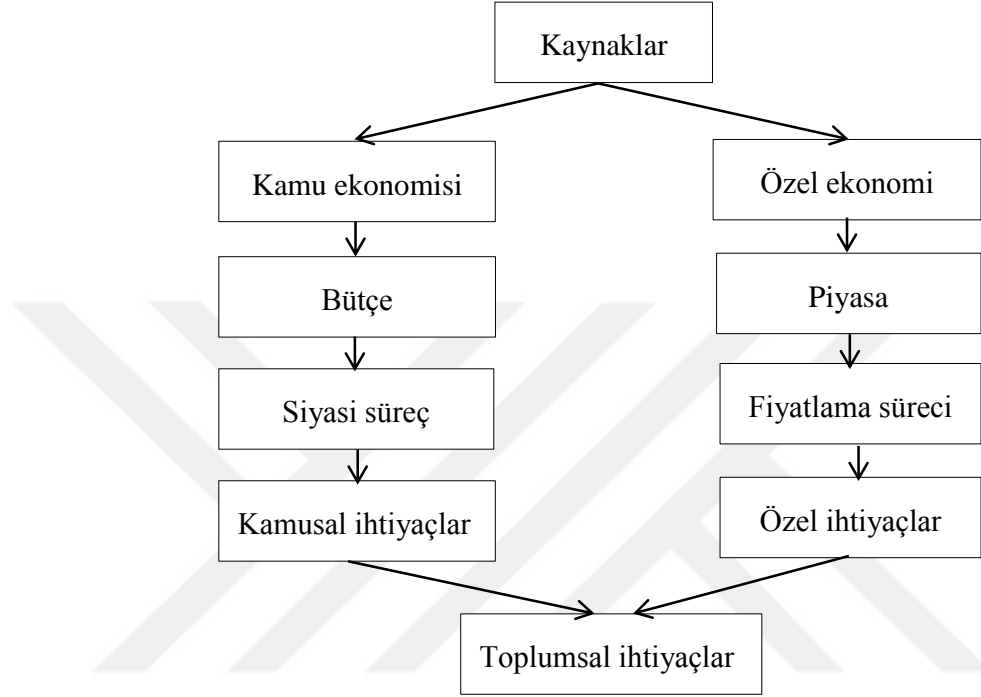 Kaynaklar
Kamu ekonomisi
Özel ekonomi
Bütçe
Piyasa
Siyasi süreç
Fiyatlama süreci
Kamusal ihtiyaçlar
Özel ihtiyaçlar
Toplumsal ihtiyaçlar